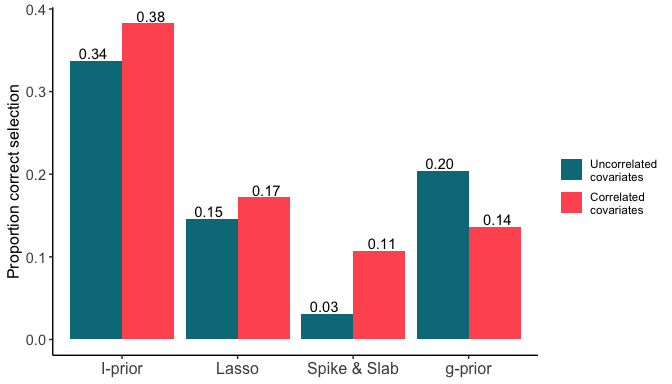 Proportion correct selection
0.4
0.3
0.2
0.1
0.0
0.34
0.38
0.15
0.17
0.03
0.11
0.20
0.14
I-prior
Lasso
Spike & Slab
g-prior
Uncorrelated
covariates
Correlated
covariates